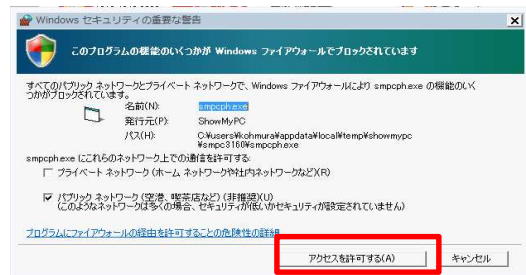 Windows セキュリティの重要な警告
このプログラムの機能のいくつかが Windows ファイアウォールでブロックされています
すべてのパブリック ネットワークとプライベート ネットワークで、Windows ファイアウォールにより smpcph.exe の機能のいく
つかがブロックされています。
名前(N): smpcph.exe
発行元(P): ShowMyPC
パス(H): C:¥users¥kohmura¥appdata¥local¥temp¥showmypc
¥smpc3160¥smpcph.exe
smpcph.exe にこれらのネットワーク上での通信を許可する:
プライベート ネットワーク (ホーム ネットワークや社内ネットワークなど)(R)
パブリック ネットワーク (空港、喫茶店など) (非推奨)(U)
(このようなネットワークは多くの場合、セキュリティが低いかセキュリティが設定されていません)
プログラムにファイアウォールの経由を許可することの危険性の詳細
アクセスを許可する(A) キャンセル